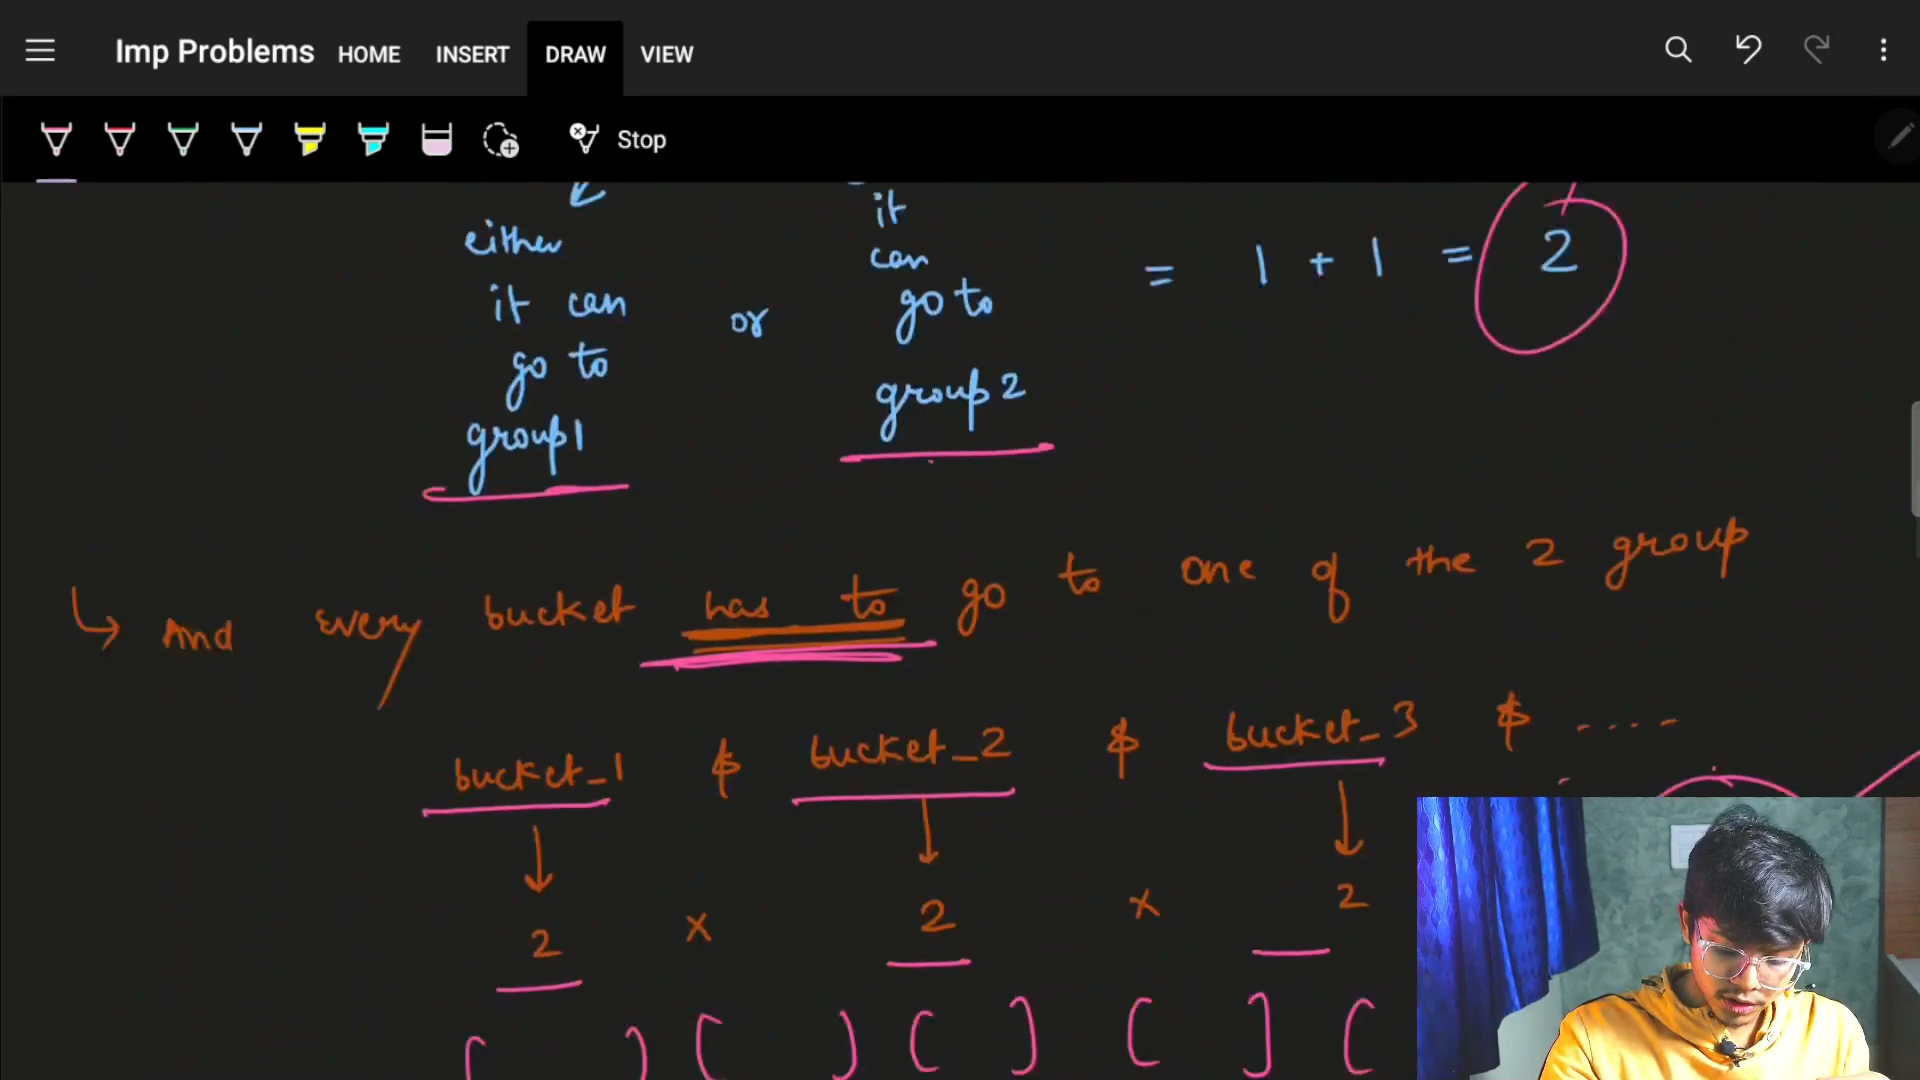 Imp Problems HOME INSERT DRAW VIEW
Stop
either
it can
go to
group1
or
it
can
go to
group 2
= 1 + 1 = 2
And every bucket has to go to one of the 2 group
bucket_1 & bucket_2 & bucket_3 & ....
2 x 2 x 2
[ ] [ ] [ ] [ ] [